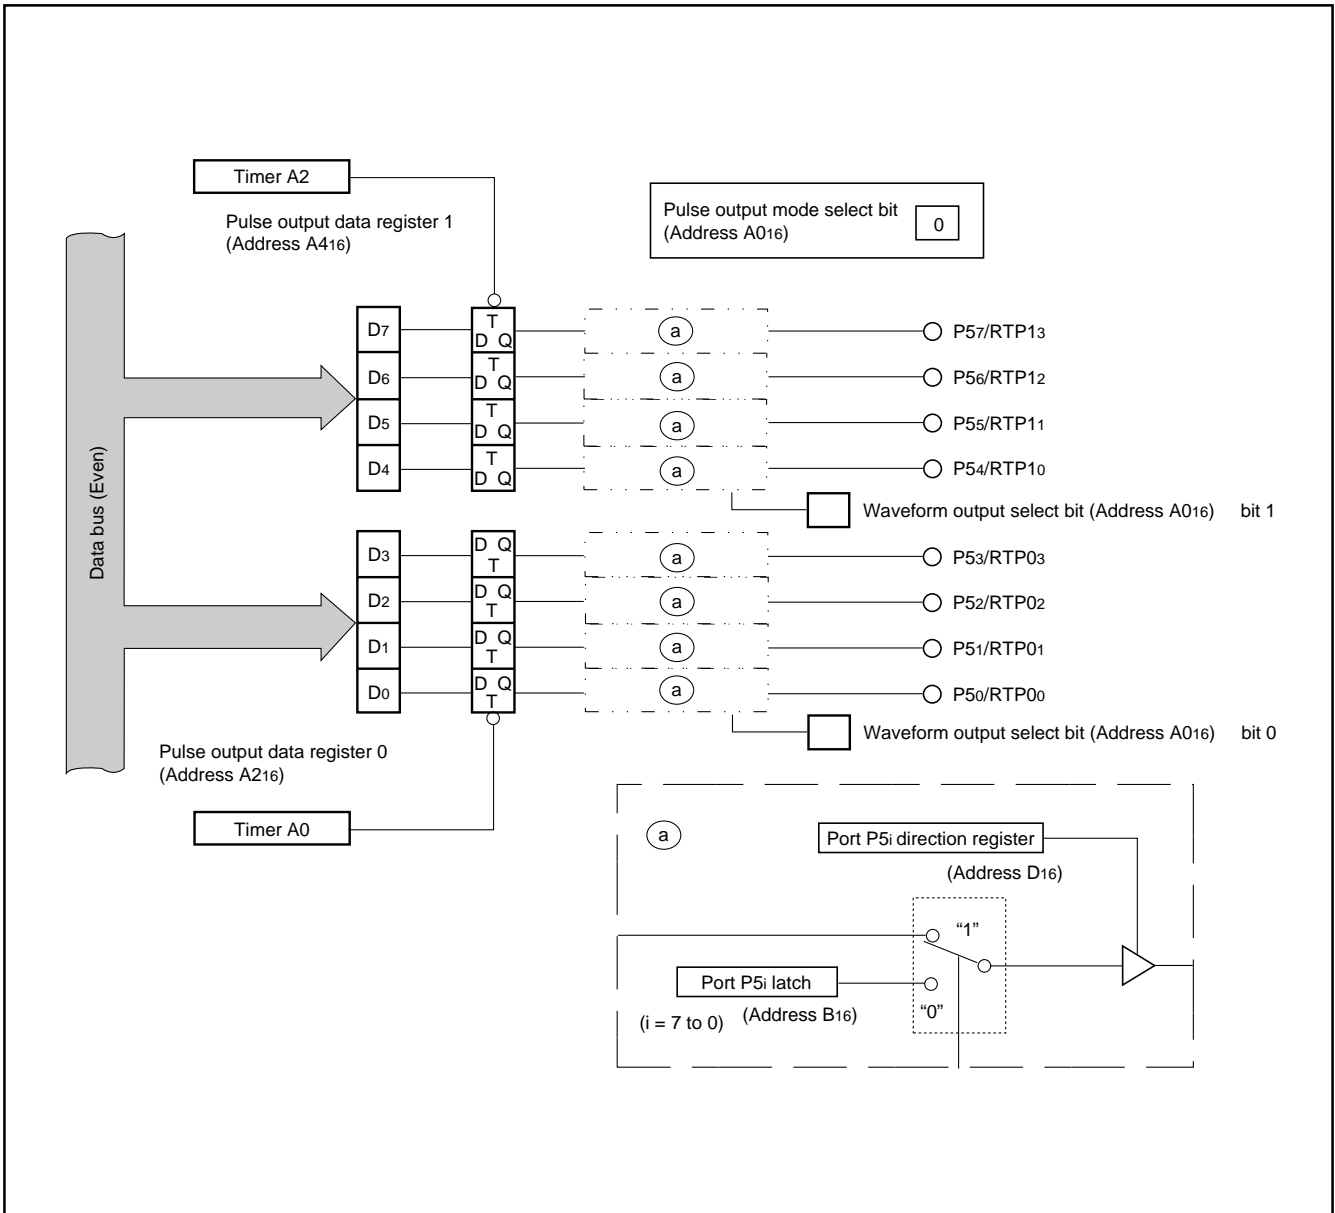 Timer A2
Pulse output data register 1
(Address A416)
Pulse output mode select bit
(Address A016)
0
Data bus (Even)
D7
T
D Q
a
P57/RTP13
D6
T
D Q
a
P56/RTP12
D5
T
D Q
a
P55/RTP11
D4
T
D Q
a
P54/RTP10
Waveform output select bit (Address A016) bit 1
D3
D Q
T
a
P53/RTP03
D2
D Q
T
a
P52/RTP02
D1
D Q
T
a
P51/RTP01
D0
D Q
T
a
P50/RTP00
Waveform output select bit (Address A016) bit 0
Pulse output data register 0
(Address A216)
Timer A0
a
Port P5i direction register
(Address D16)
“1”
Port P5i latch
“0”
(i = 7 to 0) (Address B16)